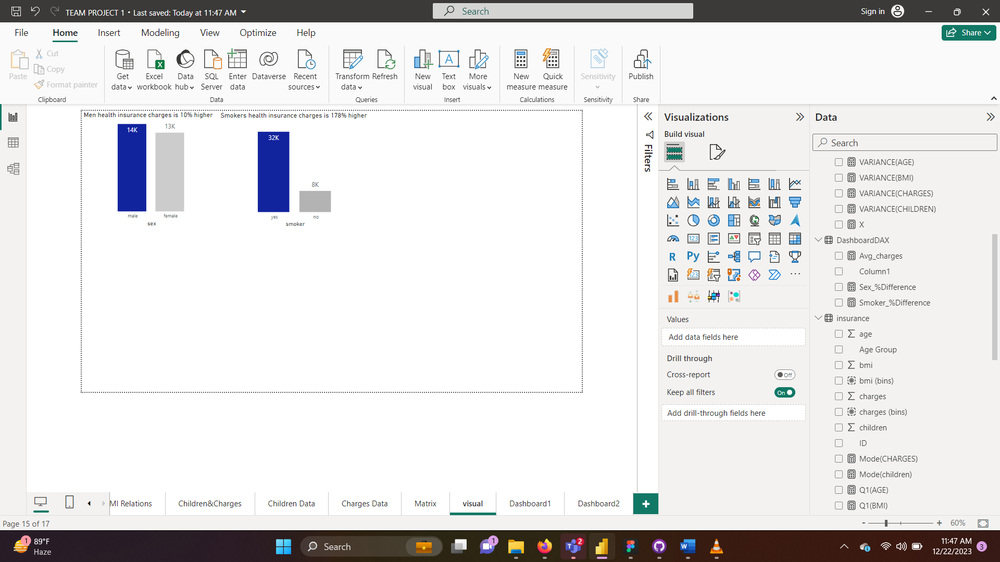 TEAM PROJECT 1 • Last saved: Today at 11:47 AM
Search
Sign in
File
Home
Insert
Modeling
View
Optimize
Help
Share
Paste
Cut
Copy
Format painter
Clipboard
Get data
Excel workbook
Data hub
SQL Server
Enter data
Dataverse
Recent sources
Data
Transform data
Refresh
Queries
New visual
Text box
More visuals
Insert
New measure
Quick measure
Calculations
Sensitivity
Sensitivity
Publish
Share
Men health insurance charges is 10% higher
14K
13K
male
female
sex
Smokers health insurance charges is 178% higher
32K
8K
yes
no
smoker
Filters
Visualizations
Build visual
123
R
Py
123
Values
Add data fields here
Drill through
Cross-report
Off
Keep all filters
On
Add drill-through fields here
Data
Search
VARIANCE(AGE)
VARIANCE(BMI)
VARIANCE(CHARGES)
VARIANCE(CHILDREN)
X
DashboardDAX
Avg_charges
Column1
Sex_%Difference
Smoker_%Difference
insurance
age
Age Group
bmi
bmi (bins)
charges
charges (bins)
children
ID
Mode(CHARGES)
Mode(children)
Q1(AGE)
Q1(BMI)
MI Relations
Children&Charges
Children Data
Charges Data
Matrix
visual
Dashboard1
Dashboard2
Page 15 of 17
- + 60%
1
89°F
Haze
Search
1
2
11:47 AM
12/22/2023
3